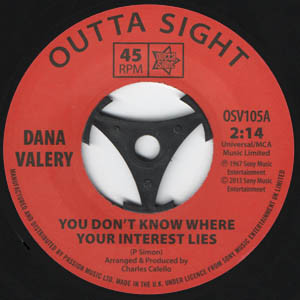 OUTTA SIGHT
45
RPM
OSV105A
2:14
Universal/MCA
Music Limited
℗ 1967 Sony Music
Entertainment
© 2015 Sony Music
Entertainment
DANA
VALERY
YOU DON'T KNOW WHERE
YOUR INTEREST LIES
(P Simon)
Arranged & Produced by
Charles Calello
MANUFACTURED AND DISTRIBUTED BY PASSION MUSIC LTD. MADE IN THE U.K. UNDER LICENCE FROM SONY MUSIC ENTERTAINMENT UK LIMITED